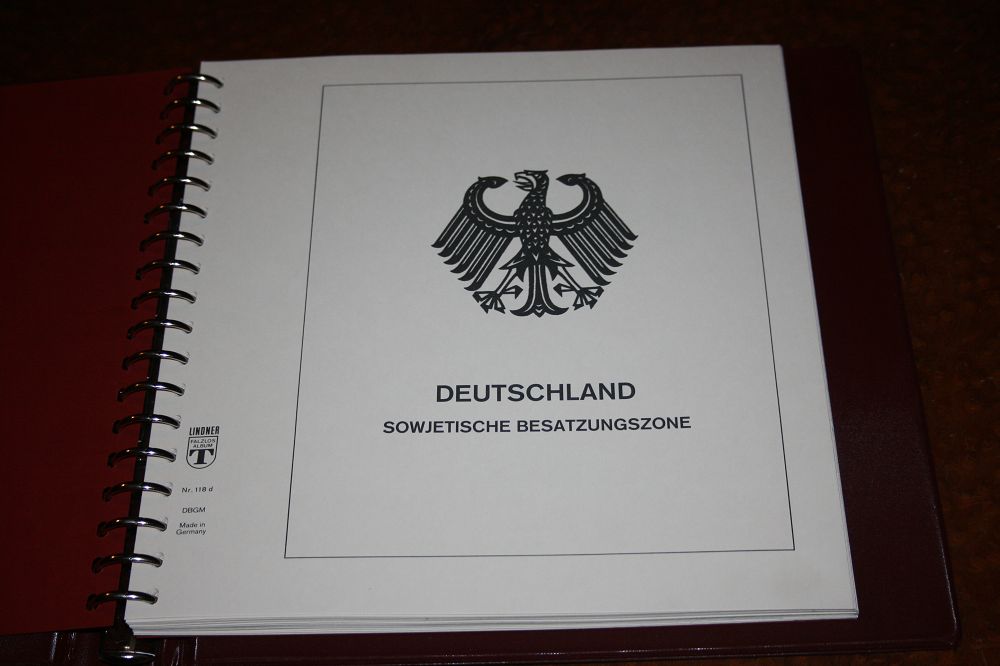 DEUTSCHLAND
SOWJETISCHE BESATZUNGSZONE
LINDNER
FALZLOS
ALBUM
T
Nr. 118 d
DBGM
Made in
Germany